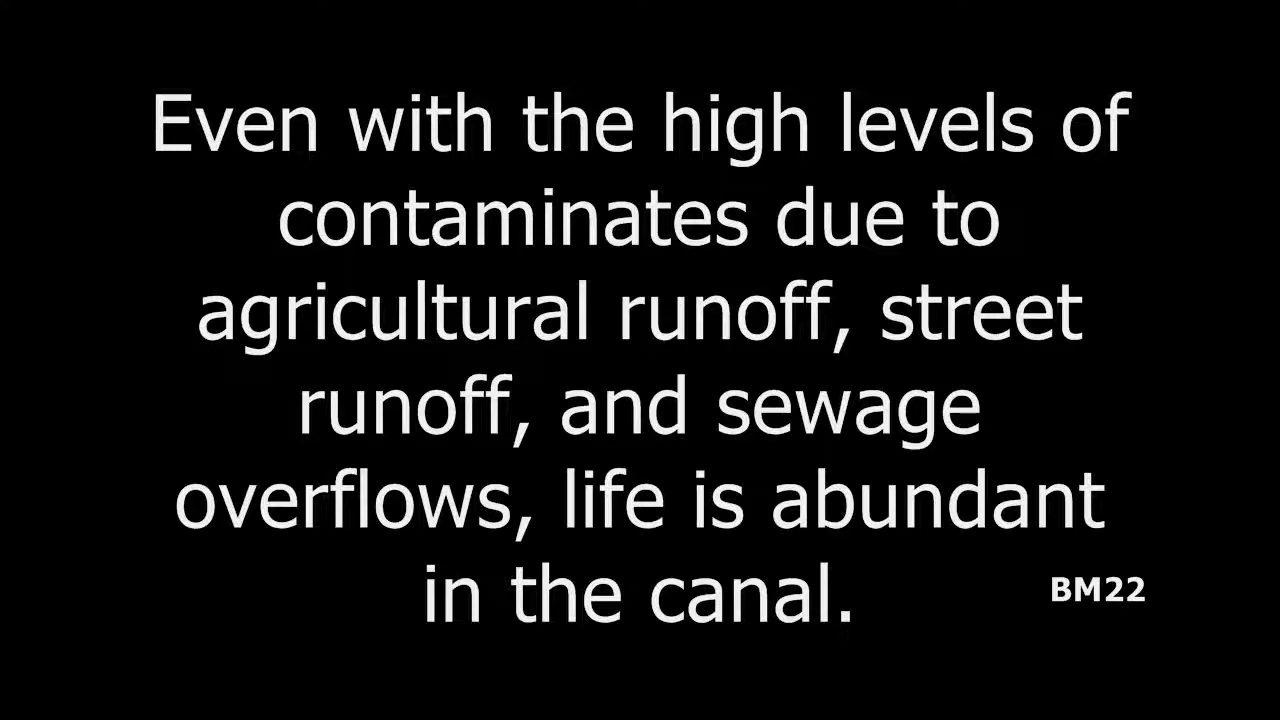 Even with the high levels of
contaminates due to
agricultural runoff, street
runoff, and sewage
overflows, life is abundant
in the canal.
BM22